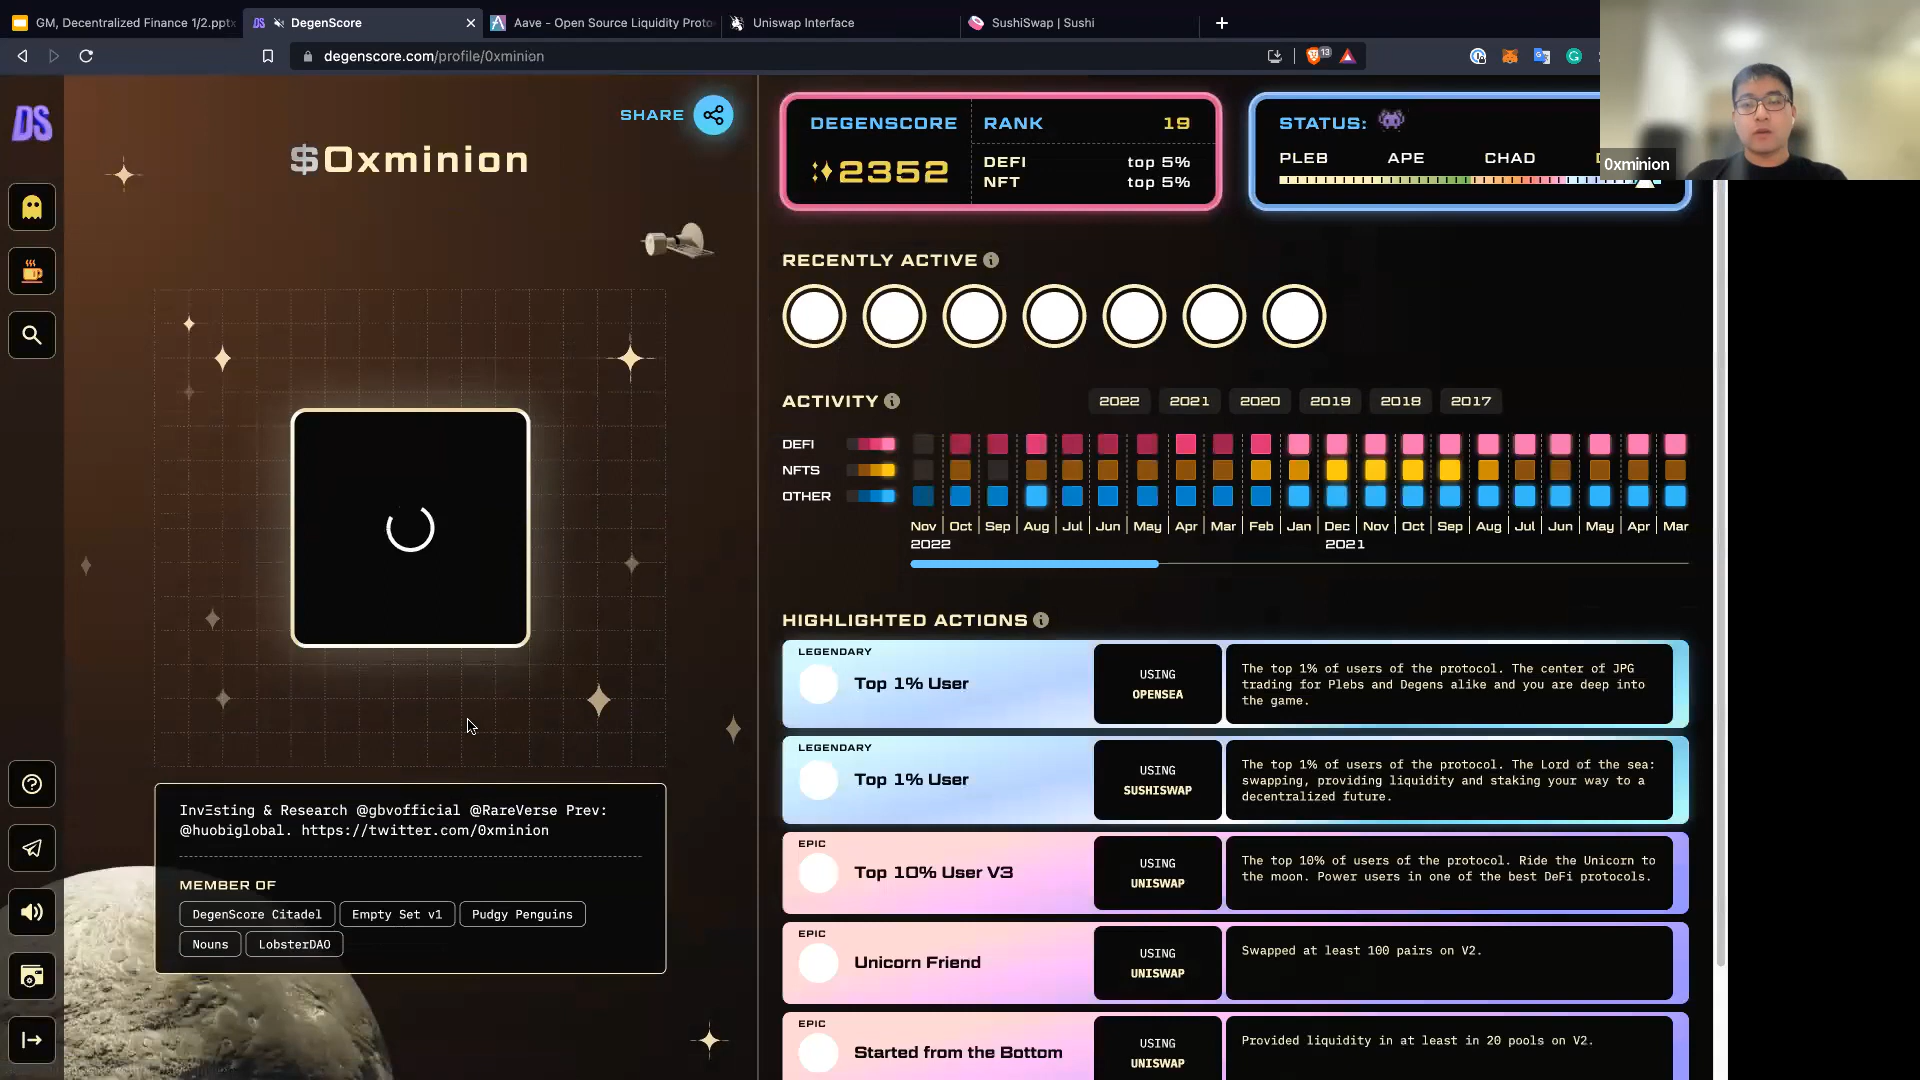 GM, Decentralized Finance 1/2.pptx
DegenScore
Aave - Open Source Liquidity Proto
Uniswap Interface
SushiSwap | Sushi
degenscore.com/profile/0xminion
13
DS
SHARE
$0xminion
DEGENSCORE
2352
RANK 19
DEFI top 5%
NFT top 5%
STATUS:
PLEB APE CHAD
0xminion
RECENTLY ACTIVE
ACTIVITY
2022 2021 2020 2019 2018 2017
DEFI
NFTS
OTHER
Nov Oct Sep Aug Jul Jun May Apr Mar Feb Jan Dec Nov Oct Sep Aug Jul Jun May Apr Mar
2022 2021
HIGHLIGHTED ACTIONS
LEGENDARY
Top 1% User
USING
OPENSEA
The top 1% of users of the protocol. The center of JPG
trading for Plebs and Degens alike and you are deep into
the game.
LEGENDARY
Top 1% User
USING
SUSHISWAP
The top 1% of users of the protocol. The Lord of the sea:
swapping, providing liquidity and staking your way to a
decentralized future.
EPIC
Top 10% User V3
USING
UNISWAP
The top 10% of users of the protocol. Ride the Unicorn to
the moon. Power users in one of the best DeFi protocols.
EPIC
Unicorn Friend
USING
UNISWAP
Swapped at least 100 pairs on V2.
EPIC
Started from the Bottom
USING
UNISWAP
Provided liquidity in at least in 20 pools on V2.
InvΞsting & Research @gbvofficial @RareVerse Prev:
@huobiglobal. https://twitter.com/0xminion
MEMBER OF
DegenScore Citadel
Empty Set v1
Pudgy Penguins
Nouns
LobsterDAO